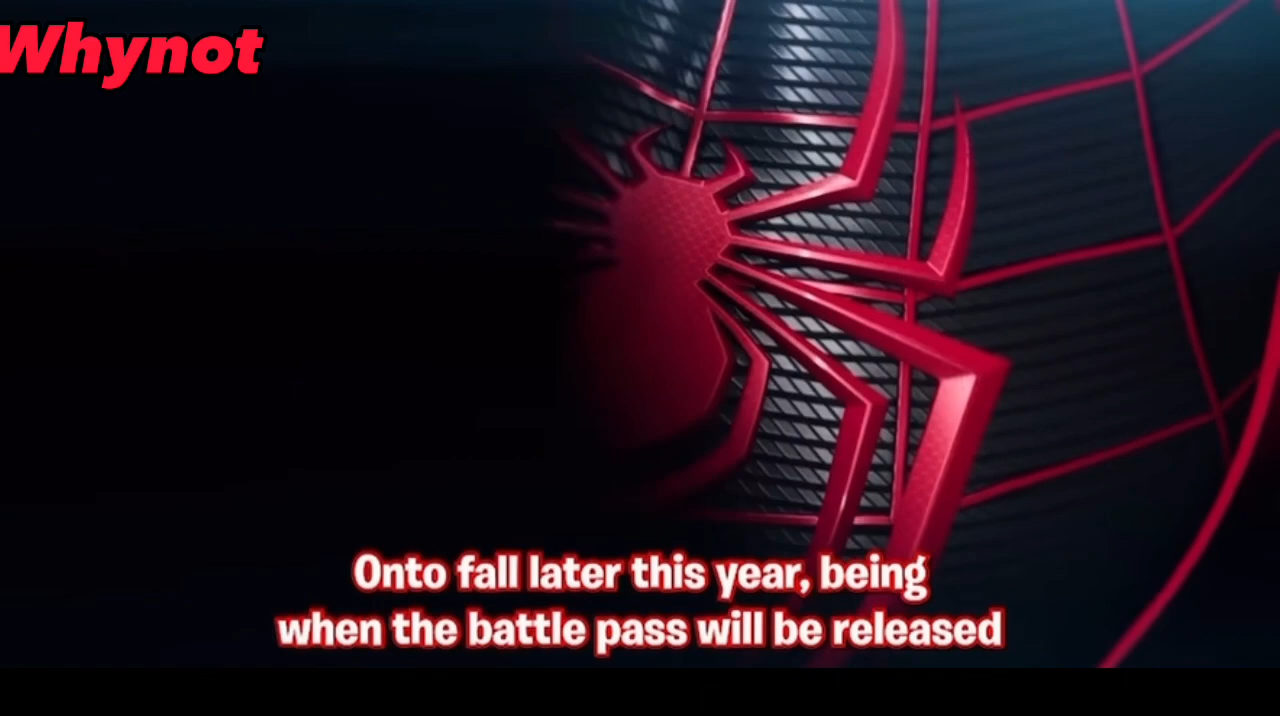 Whynot
Onto fall later this year, being
when the battle pass will be released